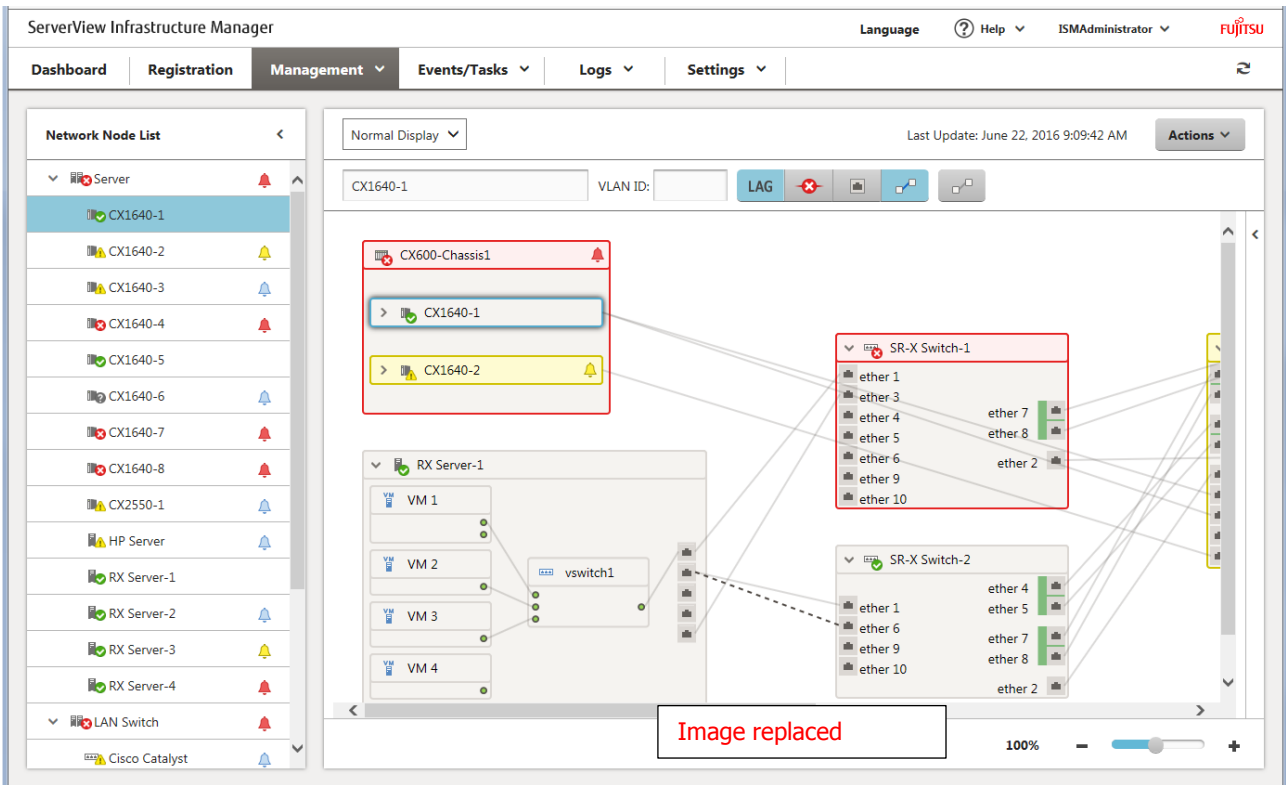 ServerView Infrastructure Manager
Language
Help
ISMAdministrator
FUJITSU
Dashboard
Registration
Management
Events/Tasks
Logs
Settings
Network Node List
Server
CX1640-1
CX1640-2
CX1640-3
CX1640-4
CX1640-5
CX1640-6
CX1640-7
CX1640-8
CX2550-1
HP Server
RX Server-1
RX Server-2
RX Server-3
RX Server-4
LAN Switch
Cisco Catalyst
Normal Display
Last Update: June 22, 2016 9:09:42 AM
Actions
CX1640-1
VLAN ID:
LAG
CX600-Chassis1
CX1640-1
CX1640-2
RX Server-1
VM
VM 1
VM
VM 2
VM
VM 3
VM
VM 4
vswitch1
SR-X Switch-1
ether 1
ether 3
ether 4
ether 5
ether 6
ether 9
ether 10
ether 7
ether 8
ether 2
SR-X Switch-2
ether 4
ether 5
ether 1
ether 6
ether 9
ether 10
ether 7
ether 8
ether 2
Image replaced
100%